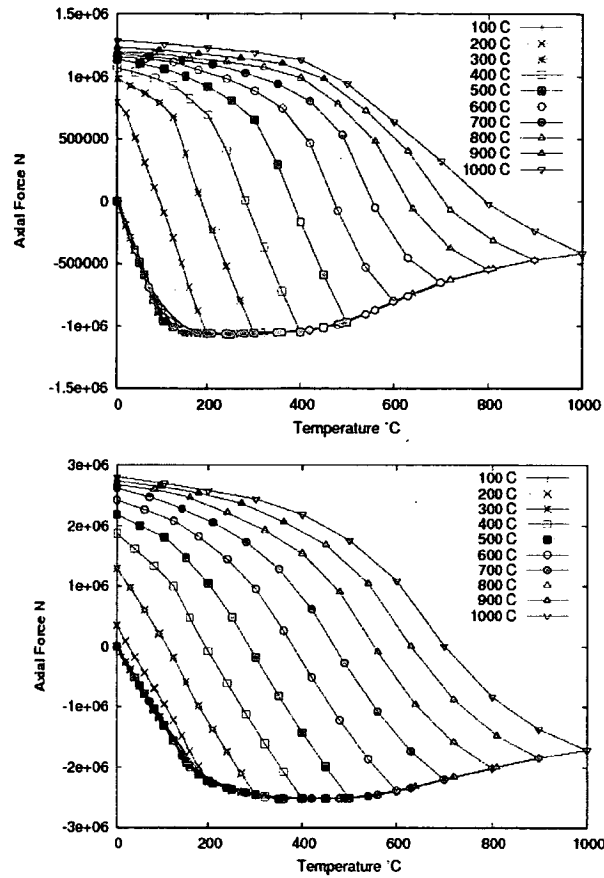 1.5e+06
1e+06
500000
0
-500000
-1e+06
-1.5e+06
Axial Force N
0 200 400 600 800 1000
Temperature °C
100 C
200 C
300 C
400 C
500 C
600 C
700 C
800 C
900 C
1000 C
3e+06
2e+06
1e+06
0
-1e+06
-2e+06
-3e+06
Axial Force N
0 200 400 600 800 1000
Temperature °C
100 C
200 C
300 C
400 C
500 C
600 C
700 C
800 C
900 C
1000 C